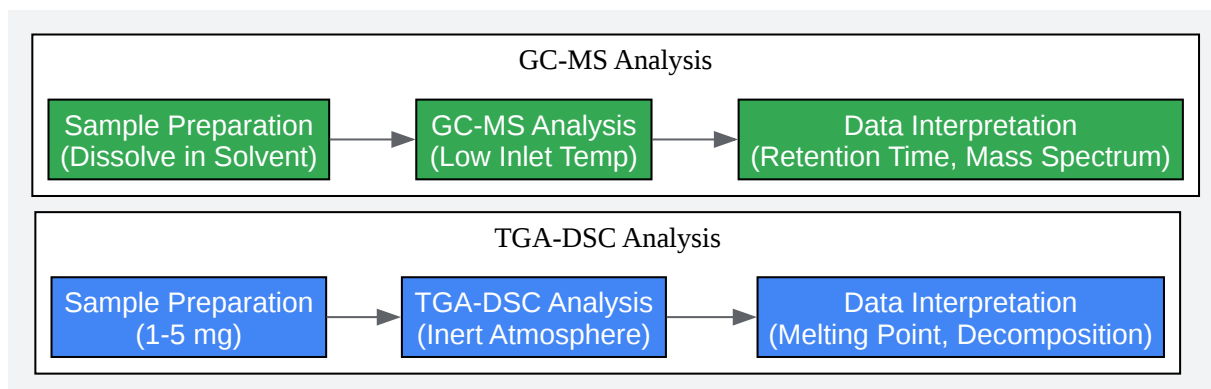 GC-MS Analysis
Sample Preparation
(Dissolve in Solvent)
GC-MS Analysis
(Low Inlet Temp)
Data Interpretation
(Retention Time, Mass Spectrum)
TGA-DSC Analysis
Sample Preparation
(1-5 mg)
TGA-DSC Analysis
(Inert Atmosphere)
Data Interpretation
(Melting Point, Decomposition)